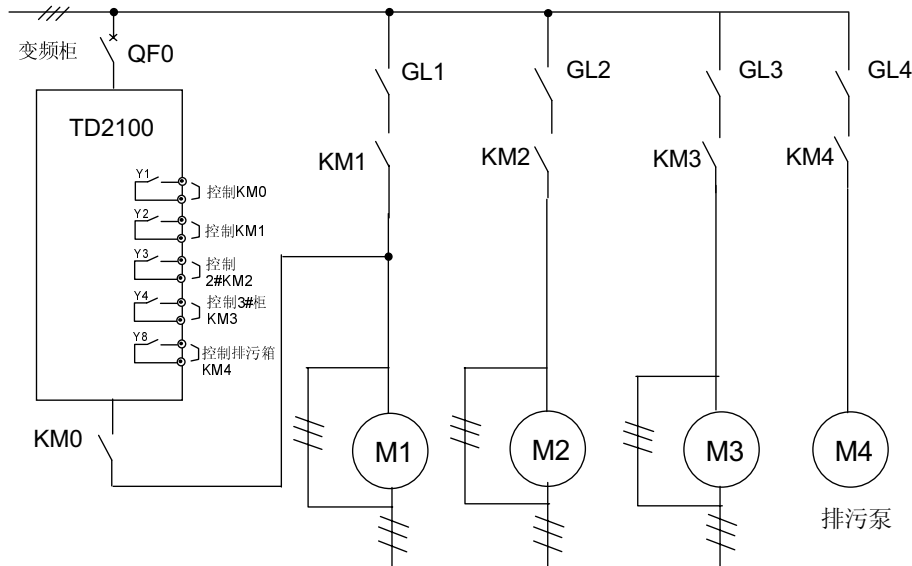 变频柜
QF0
GL1
GL2
GL3
GL4
TD2100
KM1
KM2
KM3
KM4
Y1
控制KM0
Y2
控制KM1
Y3
控制
2#KM2
Y4
控制3#柜
KM3
Y8
控制排污箱
KM4
KM0
M1
M2
M3
M4
排污泵